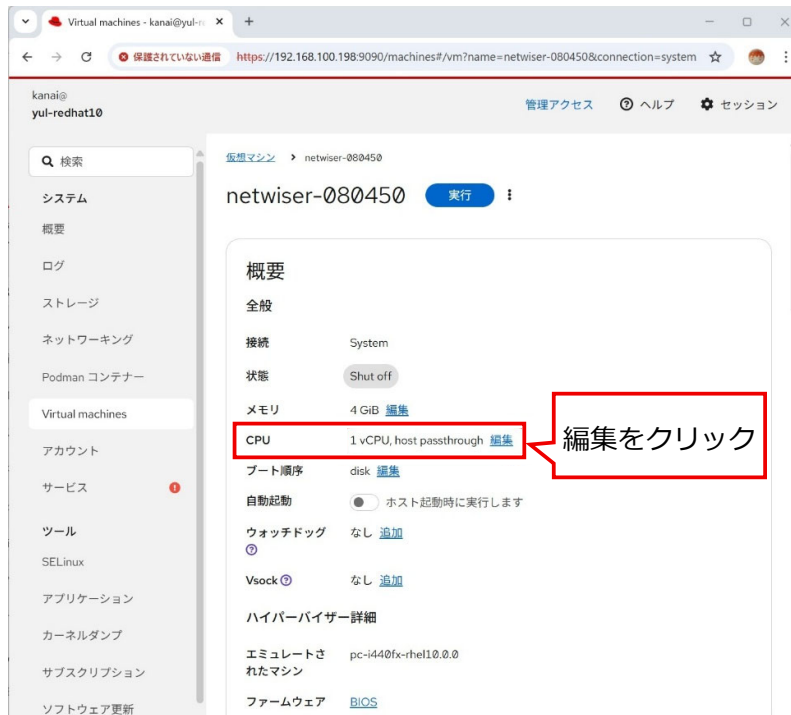 Virtual machines - kanai@yul-r
保護されていない通信 https://192.168.100.198:9090/machines#/vm?name=netwiser-080450&connection=system
kanai@
yul-redhat10
管理アクセス ヘルプ セッション
検索
システム
概要
ログ
ストレージ
ネットワーキング
Podman コンテナー
Virtual machines
アカウント
サービス
ツール
SELinux
アプリケーション
カーネルダンプ
サブスクリプション
ソフトウェア更新
仮想マシン > netwiser-080450
netwiser-080450 実行
概要
全般
接続 System
状態 Shut off
メモリ 4 GiB 編集
CPU 1 vCPU, host passthrough 編集
編集をクリック
ブート順序 disk 編集
自動起動 ホスト起動時に実行します
ウォッチドッグ なし 追加
Vsock なし 追加
ハイパーバイザー詳細
エミュレートさ pc-i440fx-rhel10.0.0
れたマシン
ファームウェア BIOS